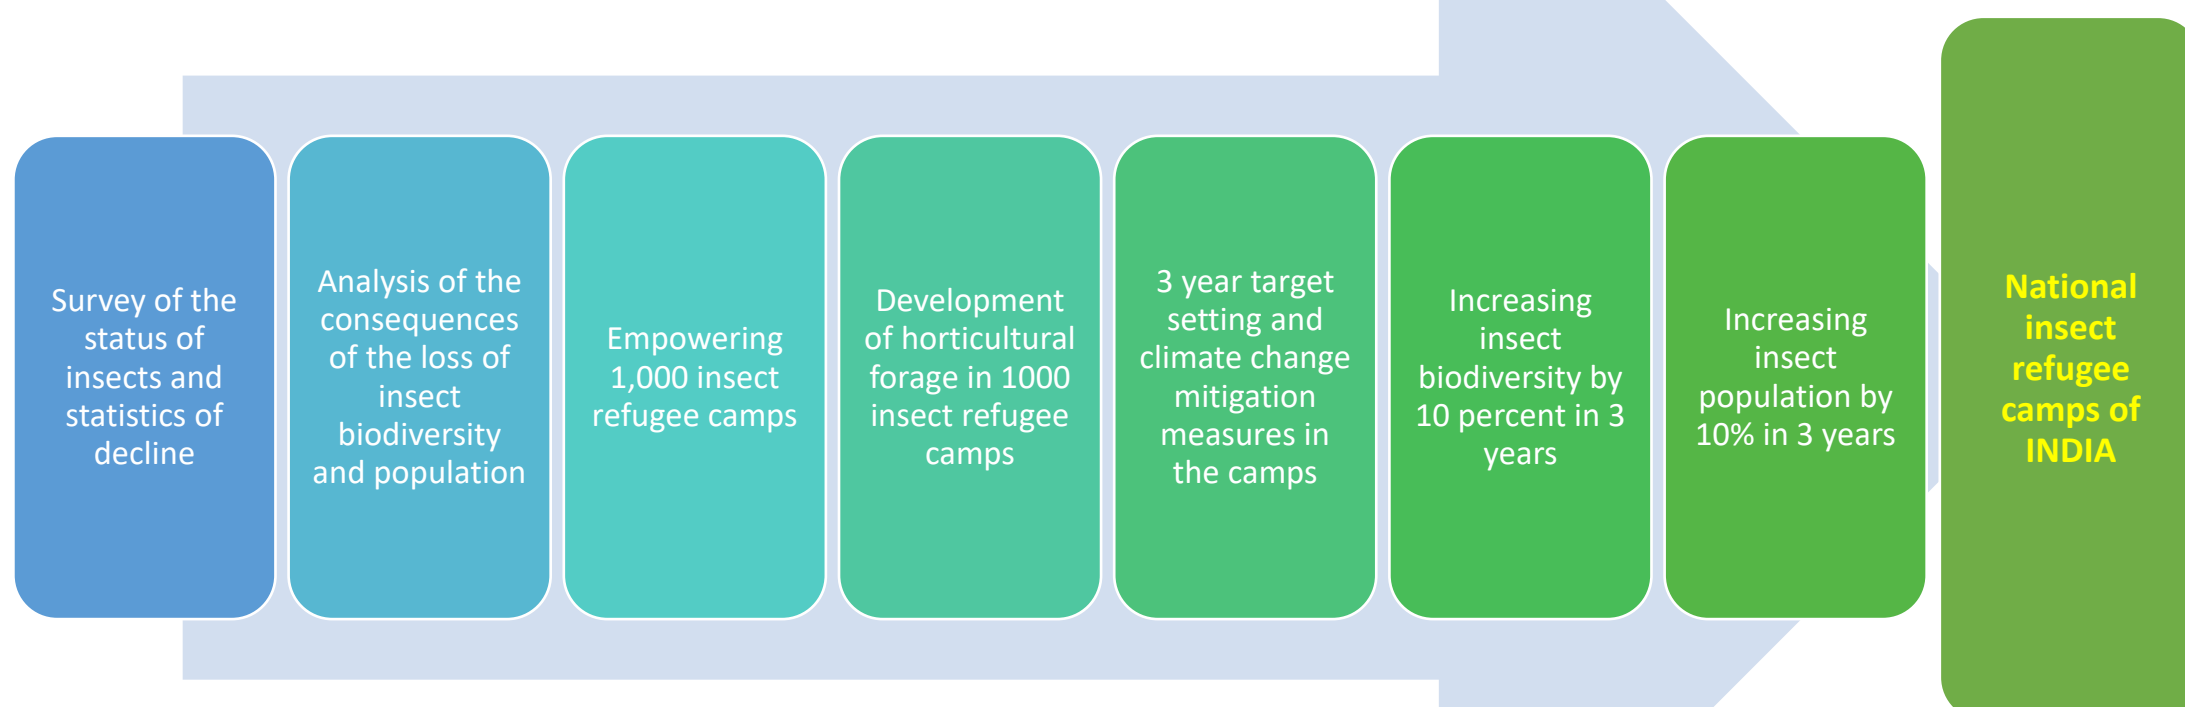 Survey of the
status of
insects and
statistics of
decline
Analysis of the
consequences
of the loss of
insect
biodiversity
and population
Empowering
1,000 insect
refugee camps
Development
of horticultural
forage in 1000
insect refugee
camps
3 year target
setting and
climate change
mitigation
measures in
the camps
Increasing
insect
biodiversity by
10 percent in 3
years
Increasing
insect
population by
10% in 3 years
National
insect
refugee
camps of
INDIA